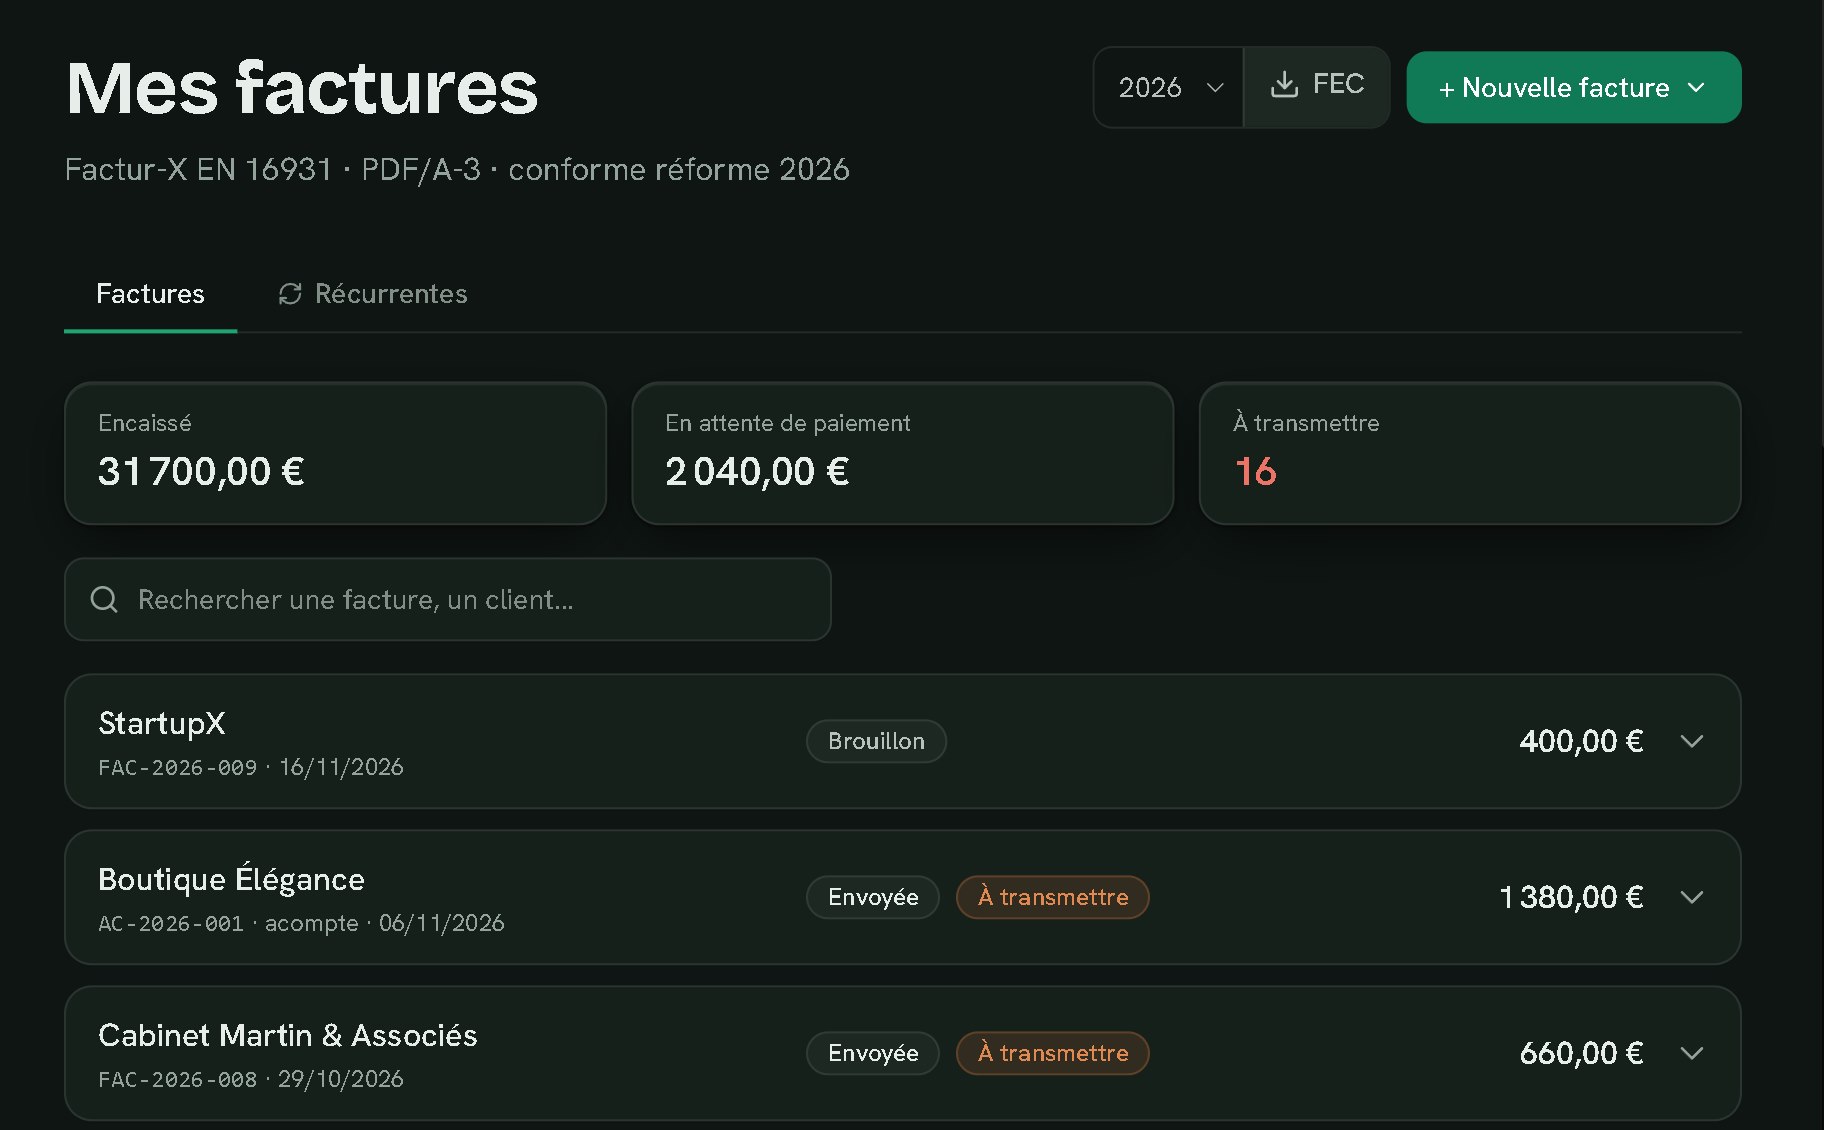 Mes factures
2026
FEC
+ Nouvelle facture
Factur-X EN 16931 · PDF/A-3 · conforme réforme 2026
Factures
Récurrentes
Encaissé
31 700,00 €
En attente de paiement
2 040,00 €
À transmettre
16
Rechercher une facture, un client...
StartupX
FAC-2026-009 · 16/11/2026
Brouillon
400,00 €
Boutique Élégance
AC-2026-001 · acompte · 06/11/2026
Envoyée
À transmettre
1 380,00 €
Cabinet Martin & Associés
FAC-2026-008 · 29/10/2026
Envoyée
À transmettre
660,00 €